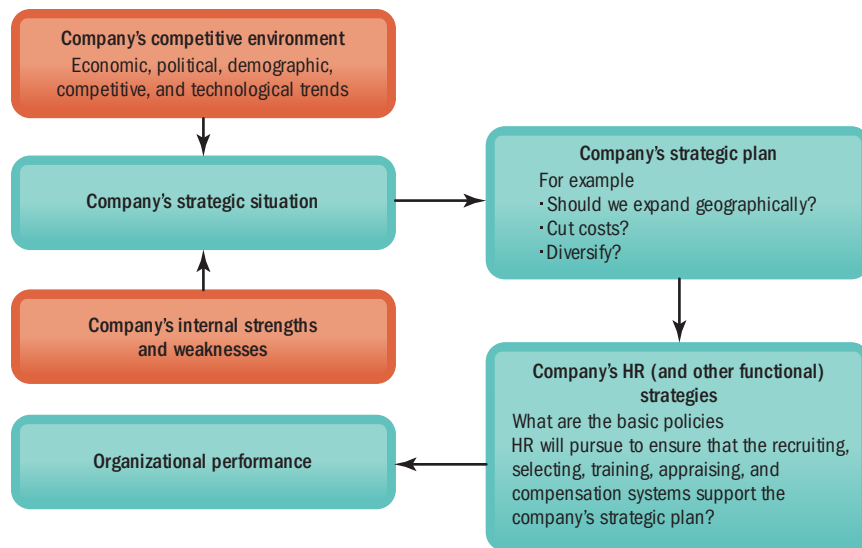 Company's competitive environment
Economic, political, demographic,
competitive, and technological trends
Company's strategic situation
Company's internal strengths
and weaknesses
Company's strategic plan
For example
· Should we expand geographically?
· Cut costs?
· Diversify?
Company's HR (and other functional)
strategies
What are the basic policies
HR will pursue to ensure that the recruiting,
selecting, training, appraising, and
compensation systems support the
company's strategic plan?
Organizational performance